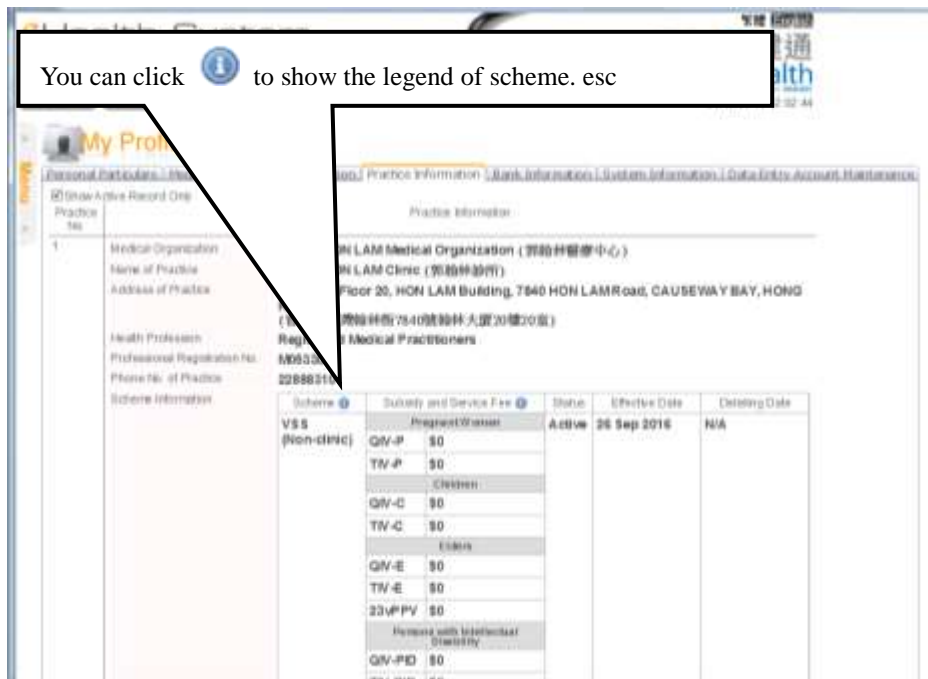 You can click to show the legend of scheme. esc
My Prof
Personal Particulars
Practice Information | Bank Information | System Information | Data Entry Account Maintenance
Show Active Record Only
Practice No.
Practice Information
1
Medical Organization
LAM Medical Organization
Name of Practice
LAM Clinic
Address of Practice
Floor 20, HON LAM Building, 7840 HON LAM Road, CAUSEWAY BAY, HONG
Health Profession
Registered Medical Practitioners
Professional Registration No.
Phone No. of Practice
Scheme Information
Scheme
Subsidy and Service Fee
Status
Effective Date
Delisting Date
VSS
(Non-clinic)
Pregnant Women
Active
26 Sep 2016
N/A
QIV-P $0
TIV-P $0
Children
QIV-C $0
TIV-C $0
Elders
QIV-E $0
TIV-E $0
23vPPV $0
Persons with Intellectual
Disability
QIV-PID $0